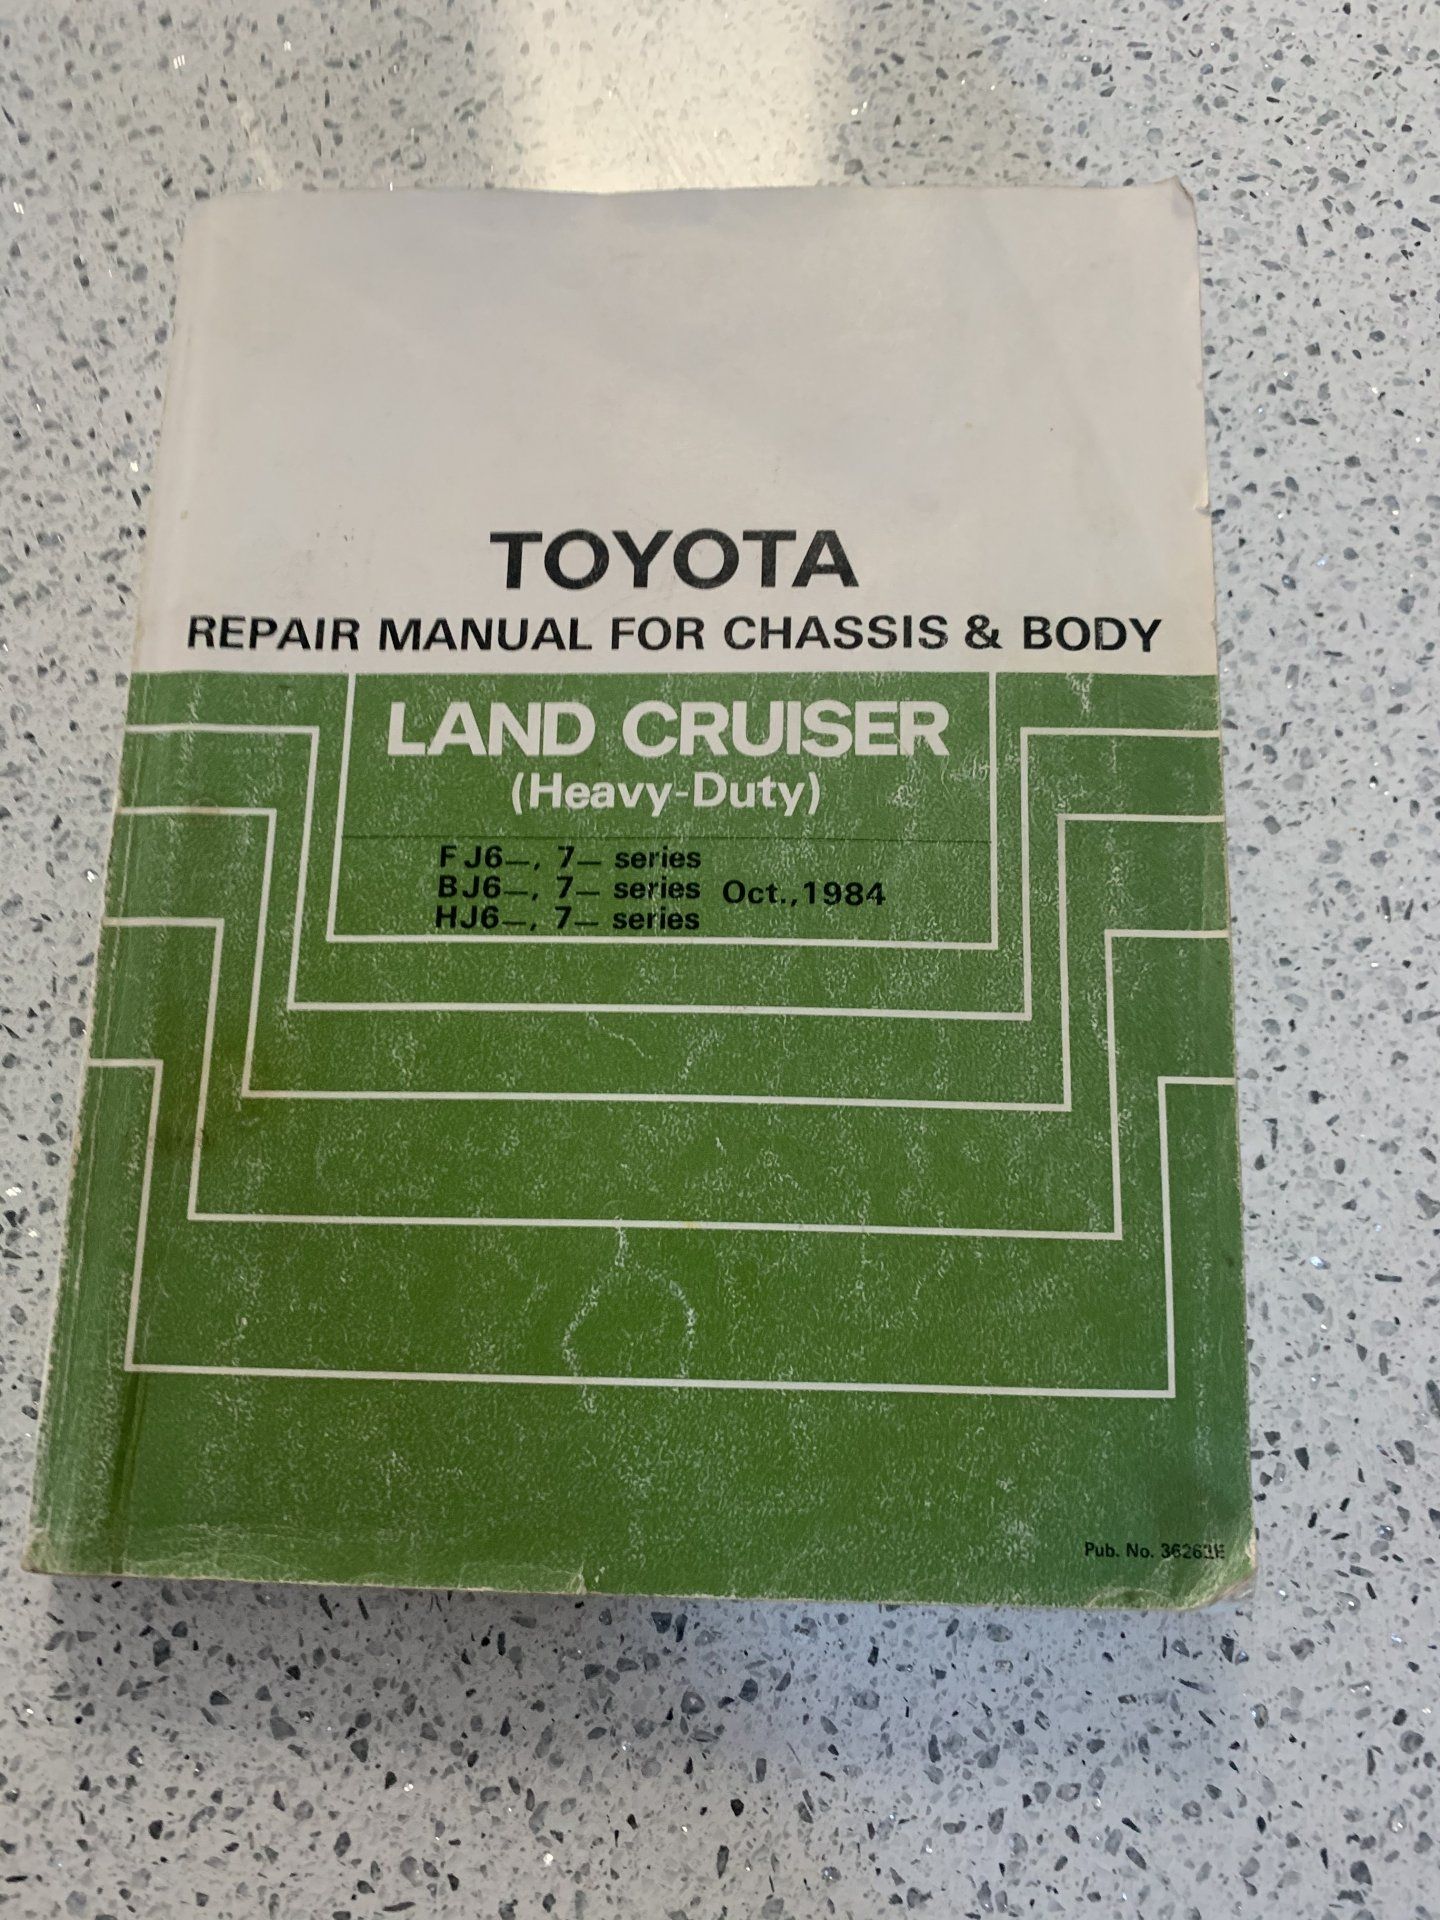 TOYOTA
REPAIR MANUAL FOR CHASSIS & BODY
LAND CRUISER
(Heavy-Duty)
FJ6—, 7— series
BJ6—, 7— series Oct.,1984
HJ6—, 7— series
Pub. No.